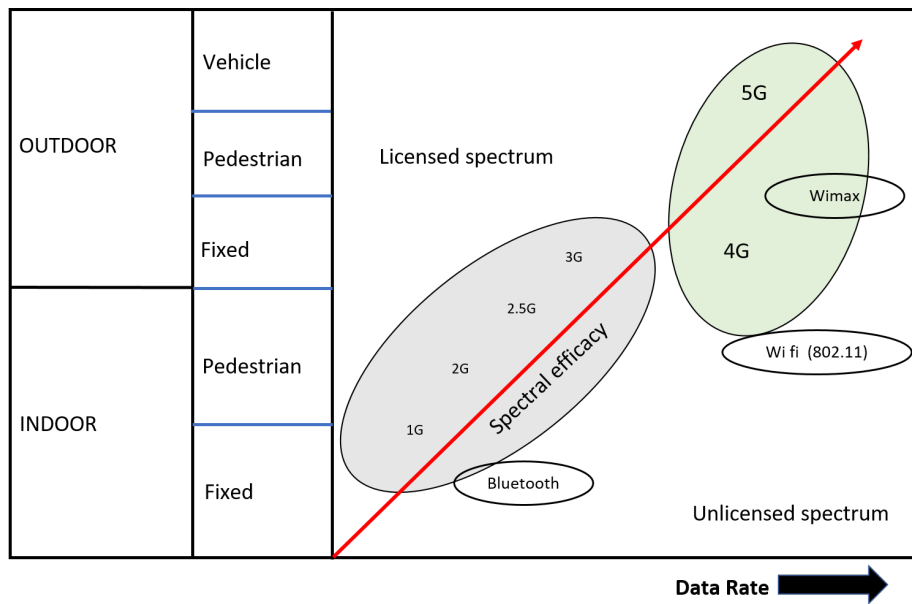 OUTDOOR
Vehicle
Pedestrian
Fixed
INDOOR
Pedestrian
Fixed
Licensed spectrum
5G
Wimax
4G
3G
2.5G
2G
1G
Spectral efficacy
Wi fi (802.11)
Bluetooth
Unlicensed spectrum
Data Rate